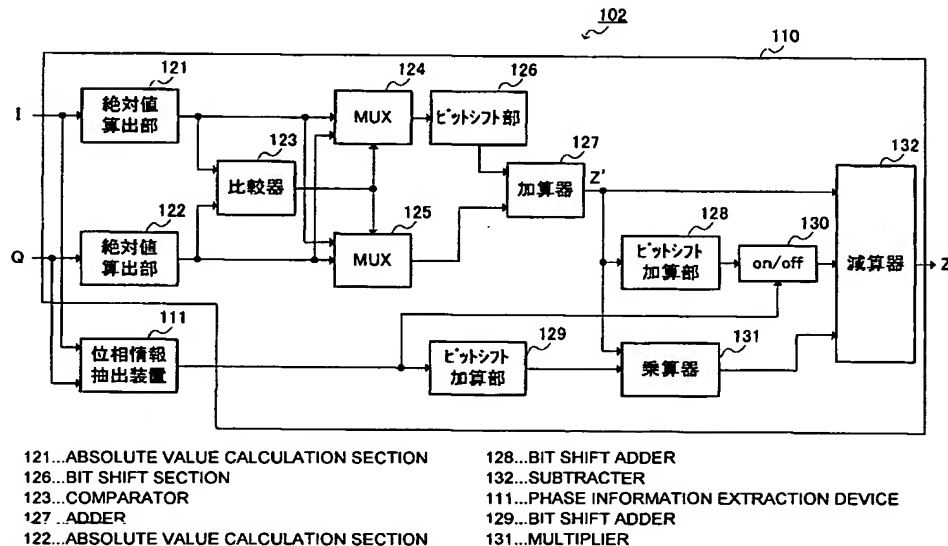 102
110
121
絶対値
算出部
I
124
MUX
126
ビットシフト部
123
比較器
127
加算器
Z'
132
減算器
Z
122
絶対値
算出部
Q
125
MUX
128
ビットシフト
加算部
130
on/off
111
位相情報
抽出装置
129
ビットシフト
加算部
131
乗算器
121...ABSOLUTE VALUE CALCULATION SECTION
126...BIT SHIFT SECTION
123...COMPARATOR
127...ADDER
122...ABSOLUTE VALUE CALCULATION SECTION
128...BIT SHIFT ADDER
132...SUBTRACTER
111...PHASE INFORMATION EXTRACTION DEVICE
129...BIT SHIFT ADDER
131...MULTIPLIER